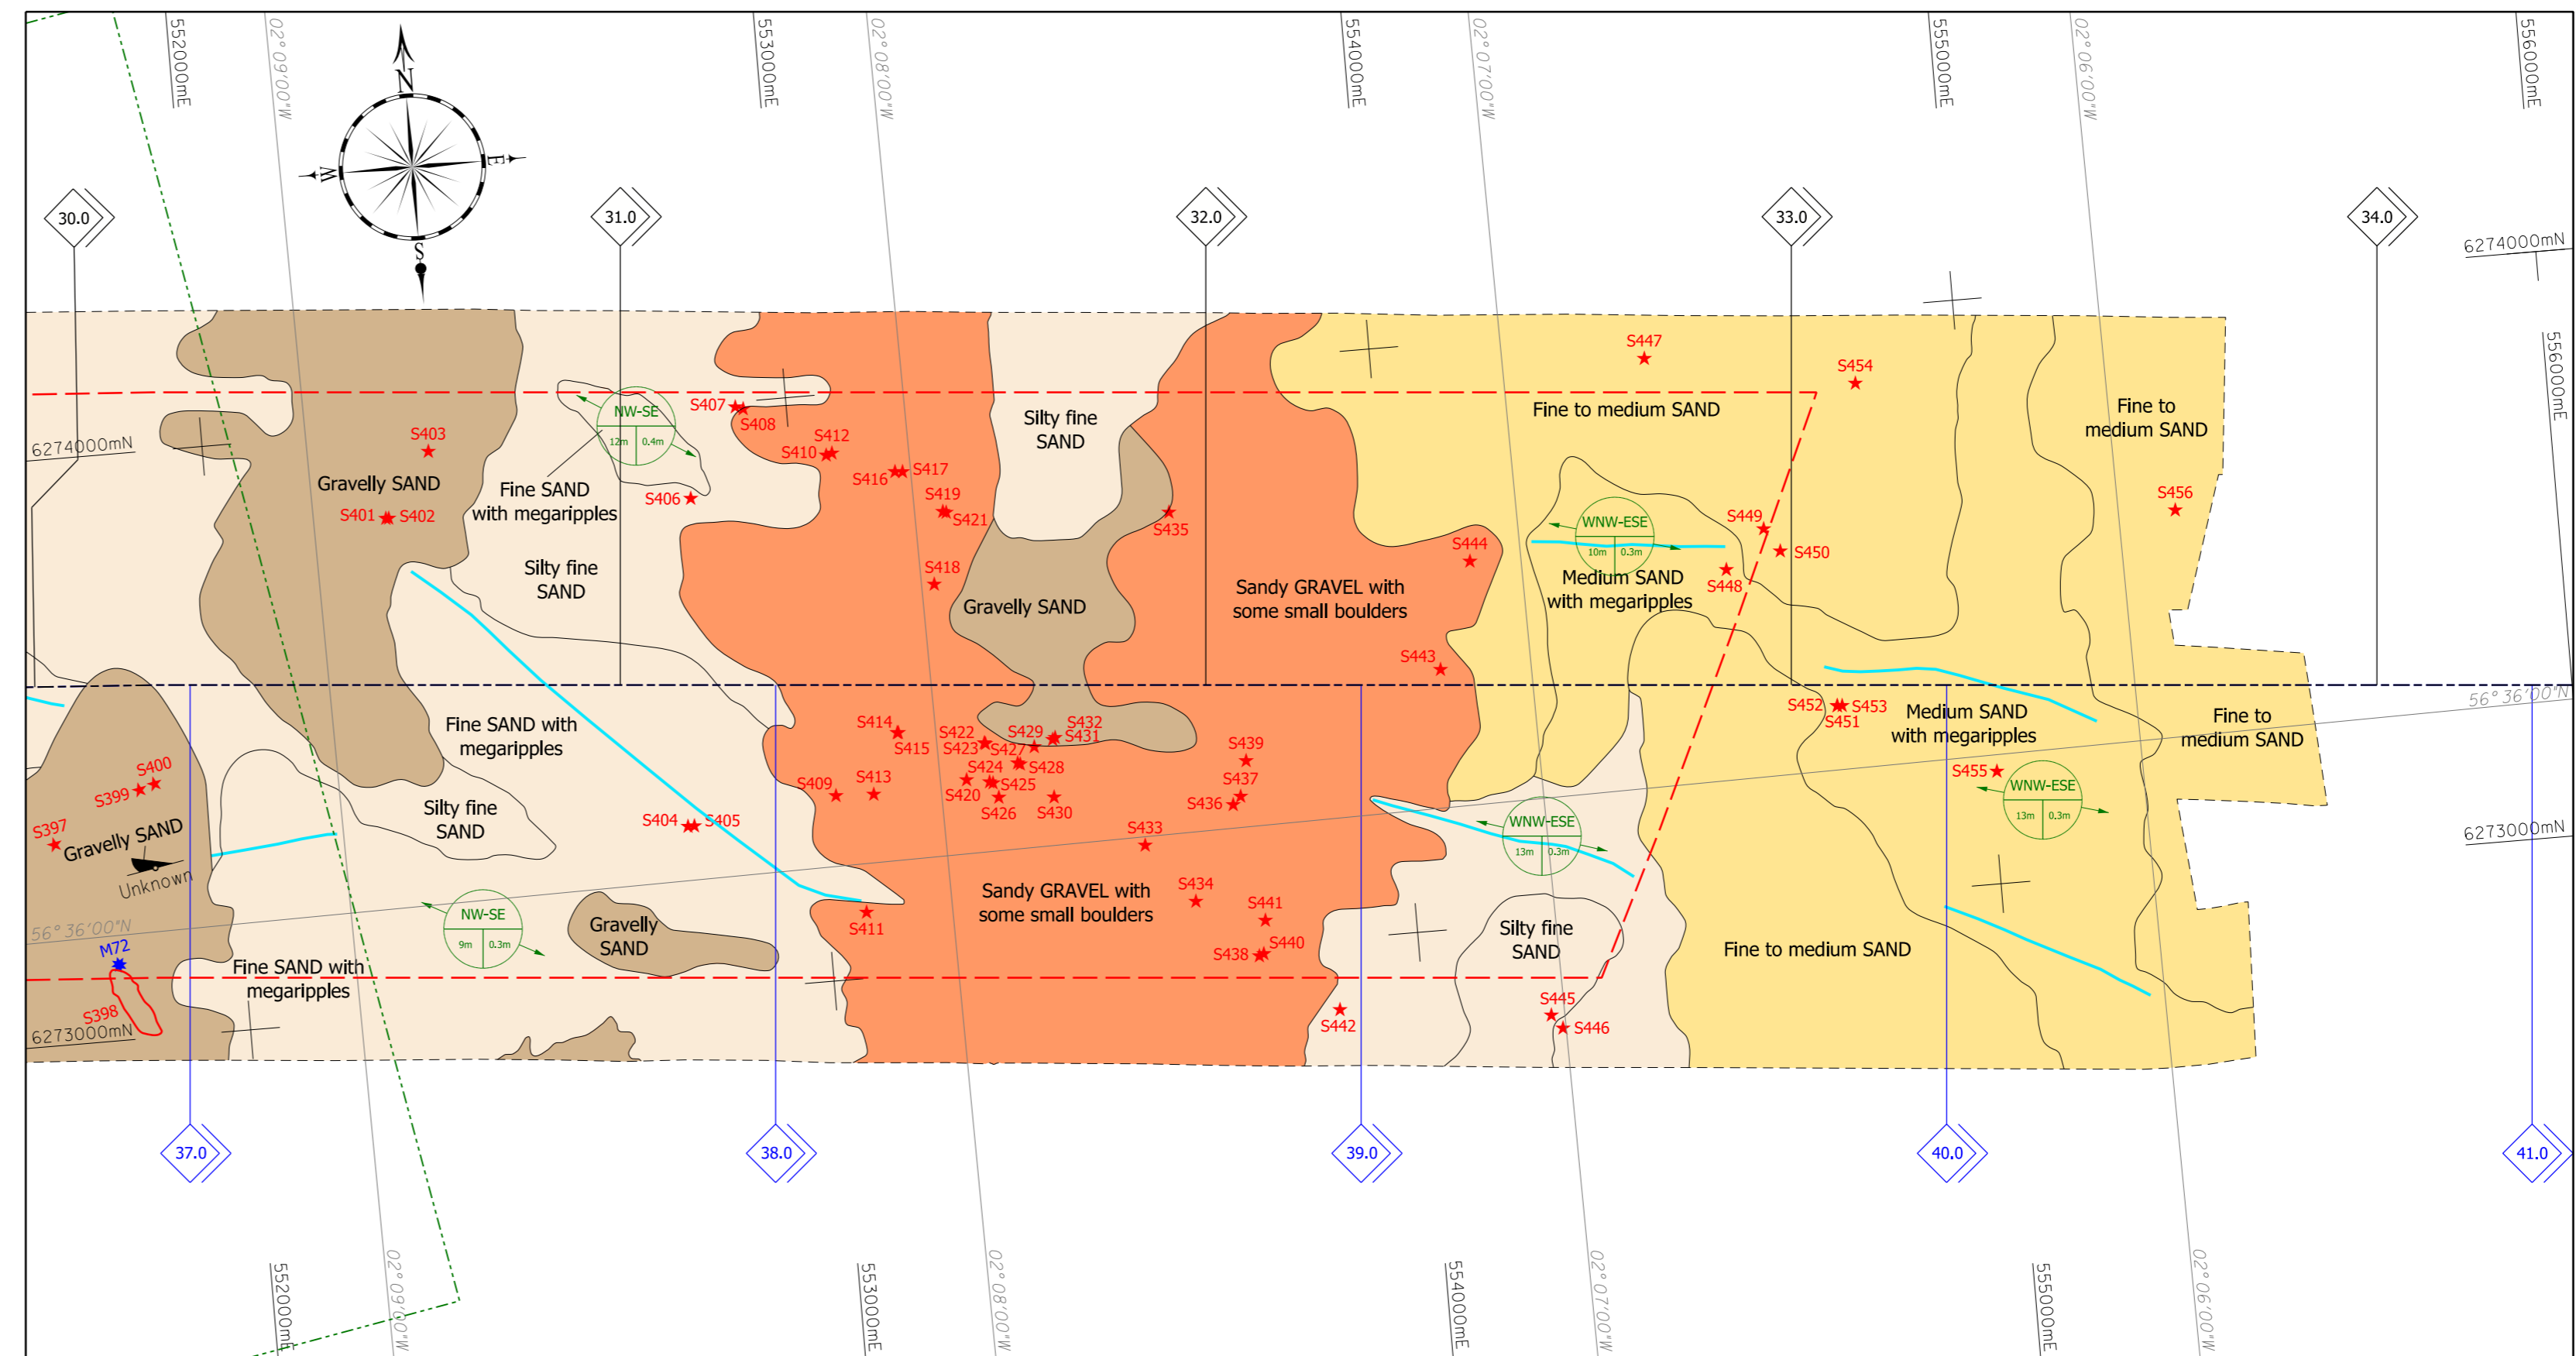 552000mE
02° 09'00"W
553000mE
02° 08'00"W
554000mE
02° 07'00"W
555000mE
02° 06'00"W
556000mE
N
E
W
S
30.0
31.0
32.0
33.0
34.0
6274000mN
556000mE
6274000mN
S403
Gravelly SAND
S401
S402
Fine SAND
with megaripples
NW-SE
12m
0.4m
S406
S407
S408
S412
S410
S416
S417
S419
S421
S418
Silty fine
SAND
Silty fine
SAND
Gravelly SAND
S435
Sandy GRAVEL with
some small boulders
S444
S443
S447
S454
Fine to medium SAND
Fine to
medium SAND
S456
WNW-ESE
10m
0.3m
Medium SAND
with megaripples
S449
S450
S448
56° 36'00"N
S452
S453
S451
Medium SAND
with megaripples
Fine to
medium SAND
S455
WNW-ESE
13m
0.3m
6273000mN
Fine SAND with
megaripples
S400
S399
S397
Gravelly SAND
Unknown
Silty fine
SAND
S404
S405
S414
S415
S409
S413
S422
S423
S429
S432
S431
S427
S428
S424
S425
S420
S426
S430
S439
S437
S436
S433
S434
S441
S440
S438
S411
Sandy GRAVEL with
some small boulders
WNW-ESE
13m
0.3m
Silty fine
SAND
Fine to medium SAND
S442
S445
S446
56° 36'00"N
M72
S398
6273000mN
Fine SAND with
megaripples
NW-SE
9m
0.3m
Gravelly
SAND
37.0
38.0
39.0
40.0
41.0
552000mE
02° 09'00"W
553000mE
02° 08'00"W
554000mE
02° 07'00"W
555000mE
02° 06'00"W